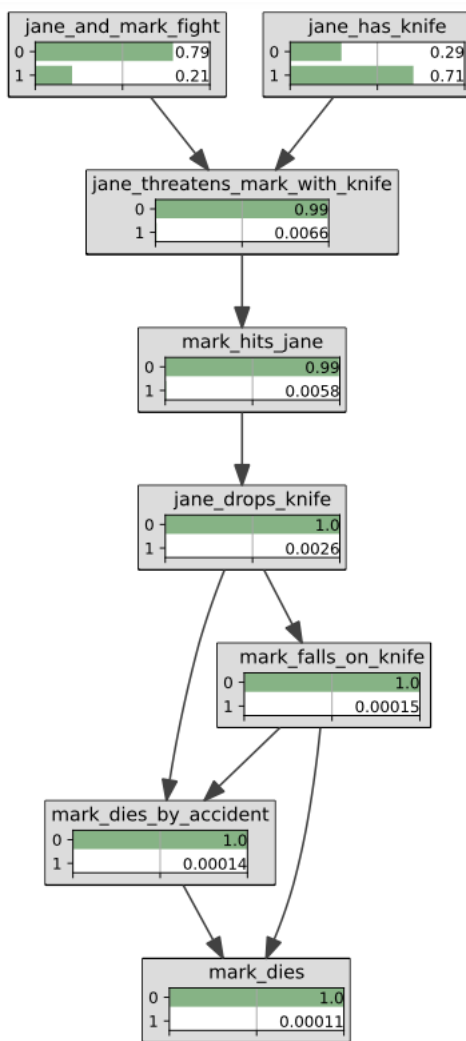 jane_and_mark_fight
0 0.79
1 0.21
jane_has_knife
0 0.29
1 0.71
jane_threatens_mark_with_knife
0 0.99
1 0.0066
mark_hits_jane
0 0.99
1 0.0058
jane_drops_knife
0 1.0
1 0.0026
mark_falls_on_knife
0 1.0
1 0.00015
mark_dies_by_accident
0 1.0
1 0.00014
mark_dies
0 1.0
1 0.00011